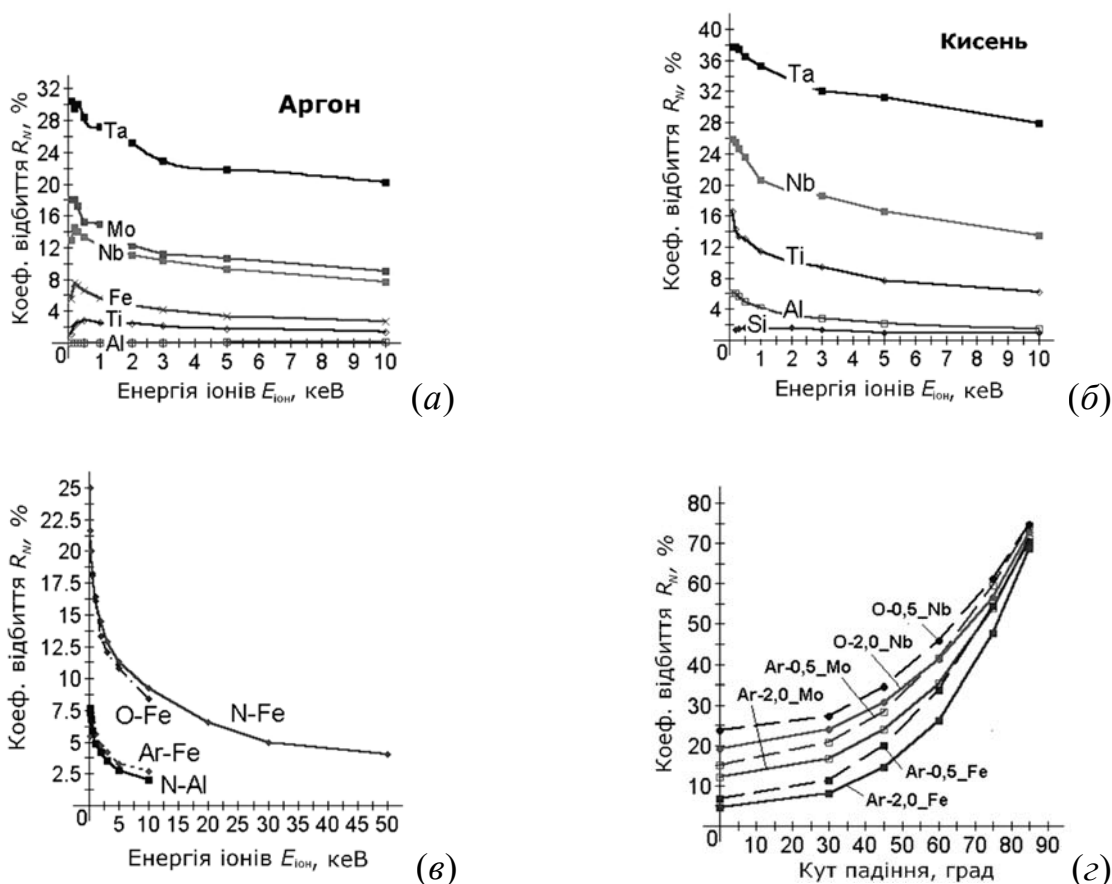 Аргон
Коеф. відбиття R_N, %
32
28
24
20
16
12
8
4
0
Ta
Mo
Nb
Fe
Ti
Al
1 2 3 4 5 6 7 8 9 10
Енергія іонів E_іон, кеВ
(а)
Кисень
Коеф. відбиття R_N, %
40
36
32
28
24
20
16
12
8
4
0
Ta
Nb
Ti
Al
Si
1 2 3 4 5 6 7 8 9 10
Енергія іонів E_іон, кеВ
(б)
Коеф. відбиття R_N, %
25
22.5
20
17.5
15
12.5
10
7.5
5
2.5
0
O-Fe
N-Fe
Ar-Fe
N-Al
5 10 15 20 25 30 35 40 45 50
Енергія іонів E_іон, кеВ
(в)
Коеф. відбиття R_N, %
80
70
60
50
40
30
20
10
0
O-0,5_Nb
O-2,0_Nb
Ar-0,5_Mo
Ar-2,0_Mo
Ar-0,5_Fe
Ar-2,0_Fe
10 20 30 40 50 60 70 80 90
Кут падіння, град
(г)